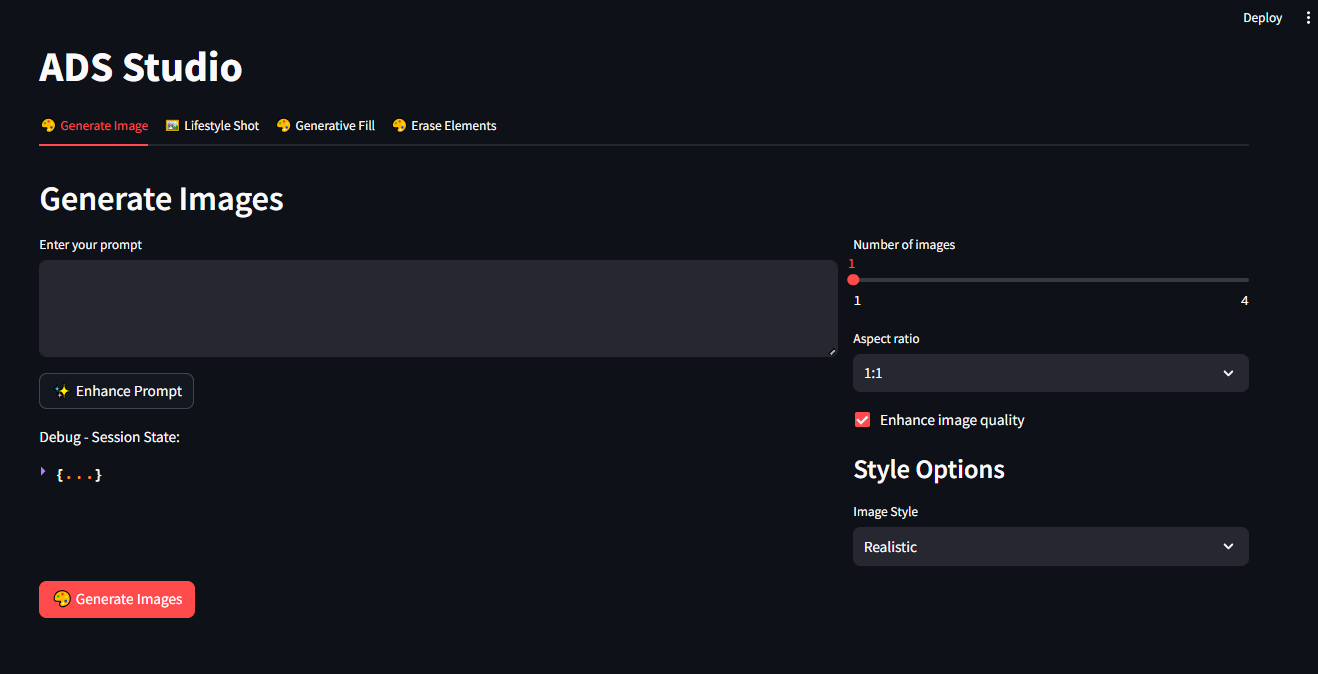 Deploy
ADS Studio
Generate Image Lifestyle Shot Generative Fill Erase Elements
Generate Images
Enter your prompt
Number of images
1
1 4
Aspect ratio
1:1
✨ Enhance Prompt
Enhance image quality
Debug - Session State:
{...}
Style Options
Image Style
Realistic
Generate Images